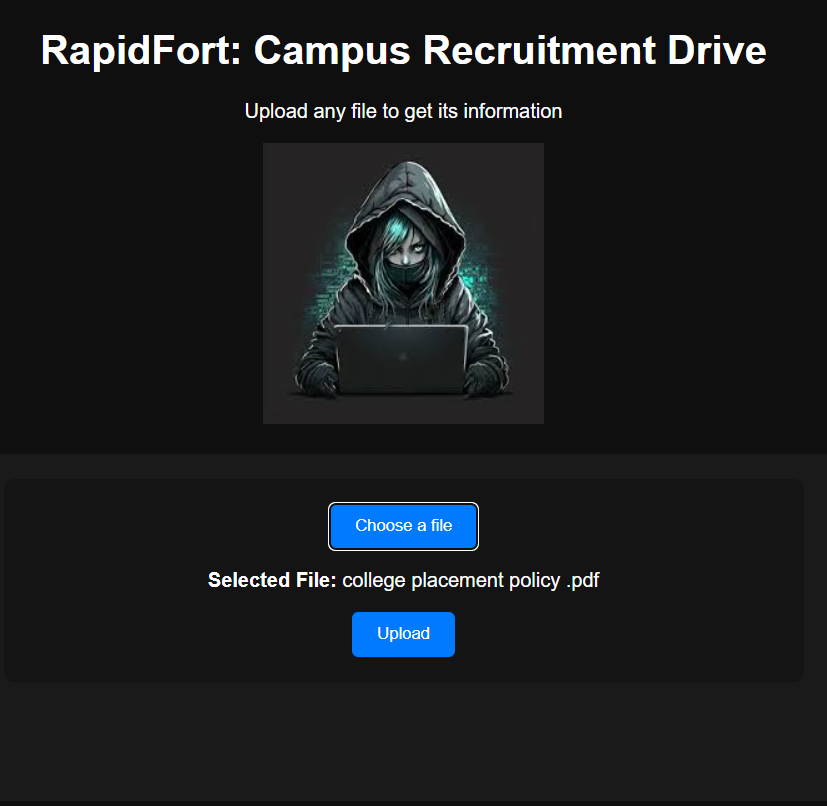 RapidFort: Campus Recruitment Drive
Upload any file to get its information
Choose a file
Selected File: college placement policy .pdf
Upload